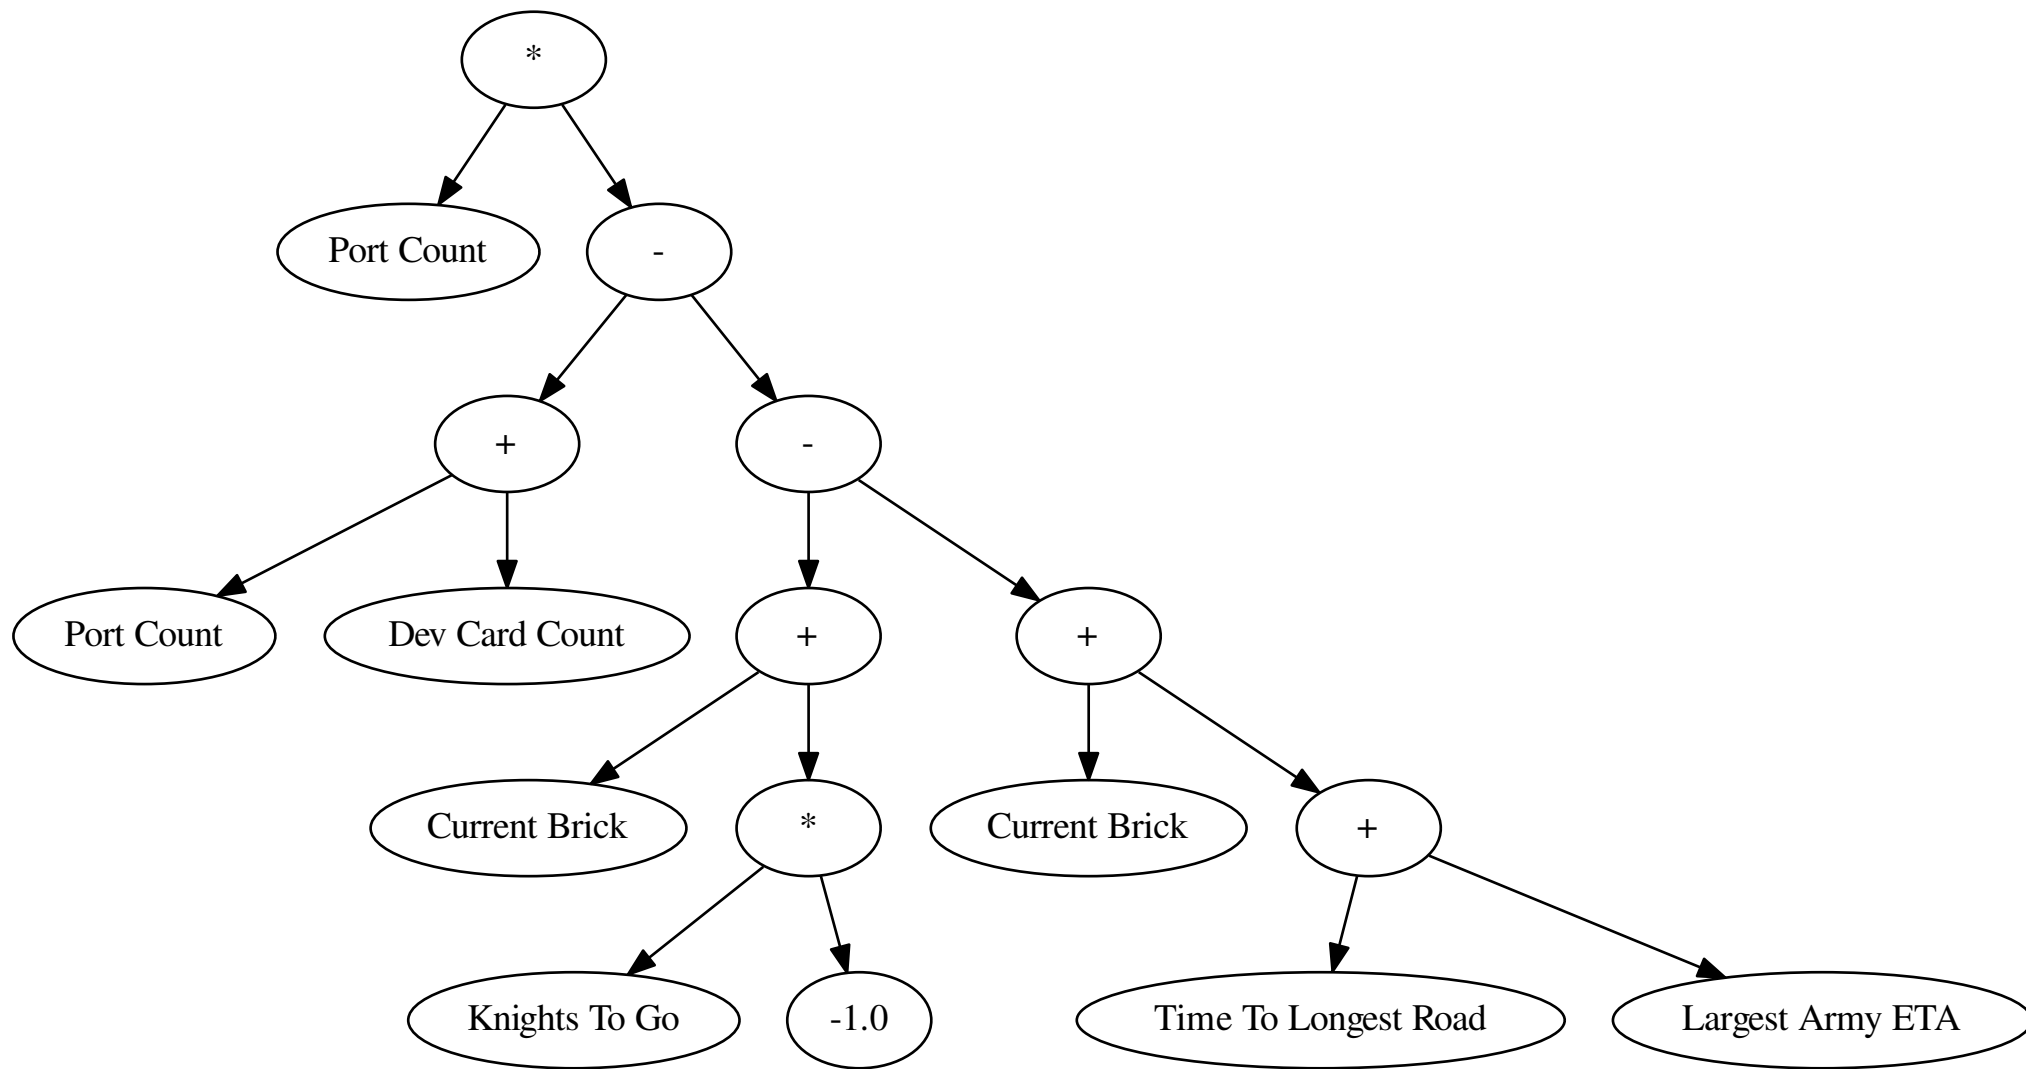 *
Port Count
-
+
-
Port Count
Dev Card Count
+
+
Current Brick
*
Current Brick
+
Knights To Go
-1.0
Time To Longest Road
Largest Army ETA